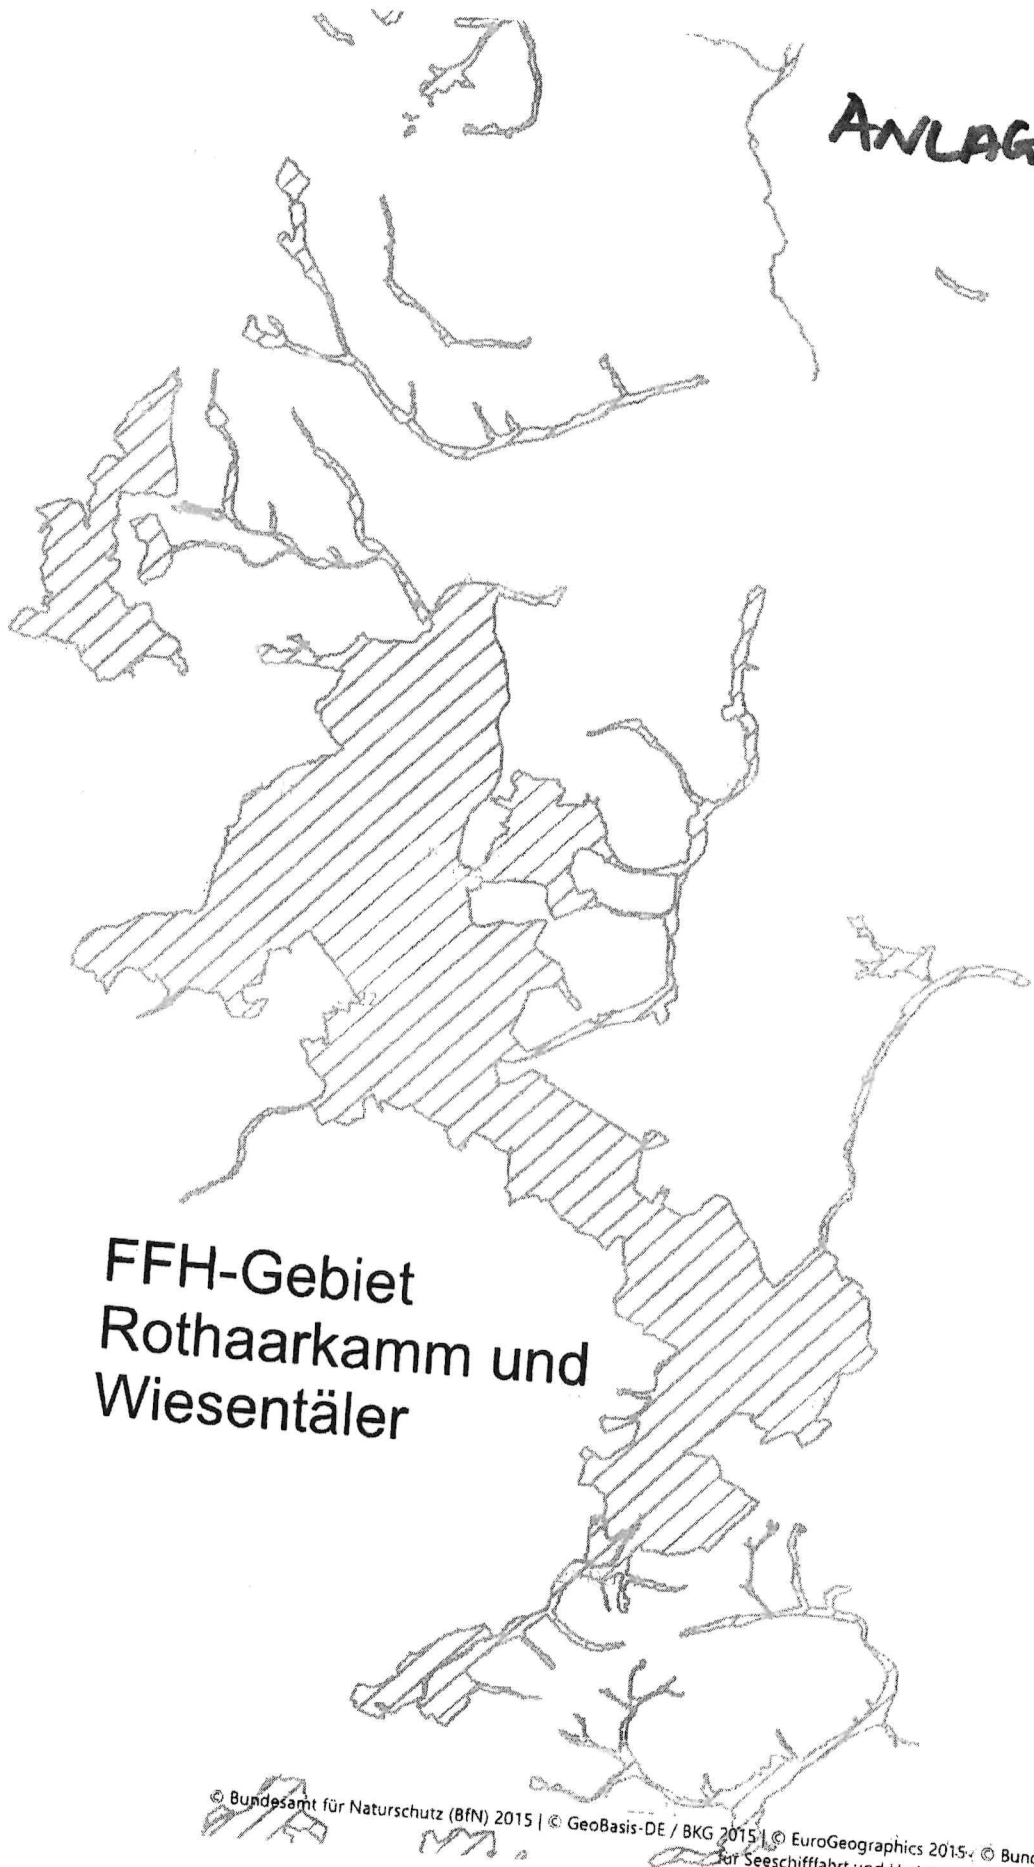 ANLAG
FFH-Gebiet
Rothaarkamm und
Wiesentäler
© Bundesamt für Naturschutz (BfN) 2015 | © GeoBasis-DE / BKG 2015 | © EuroGeographics 2015 © Bund
für Seeschifffahrt und